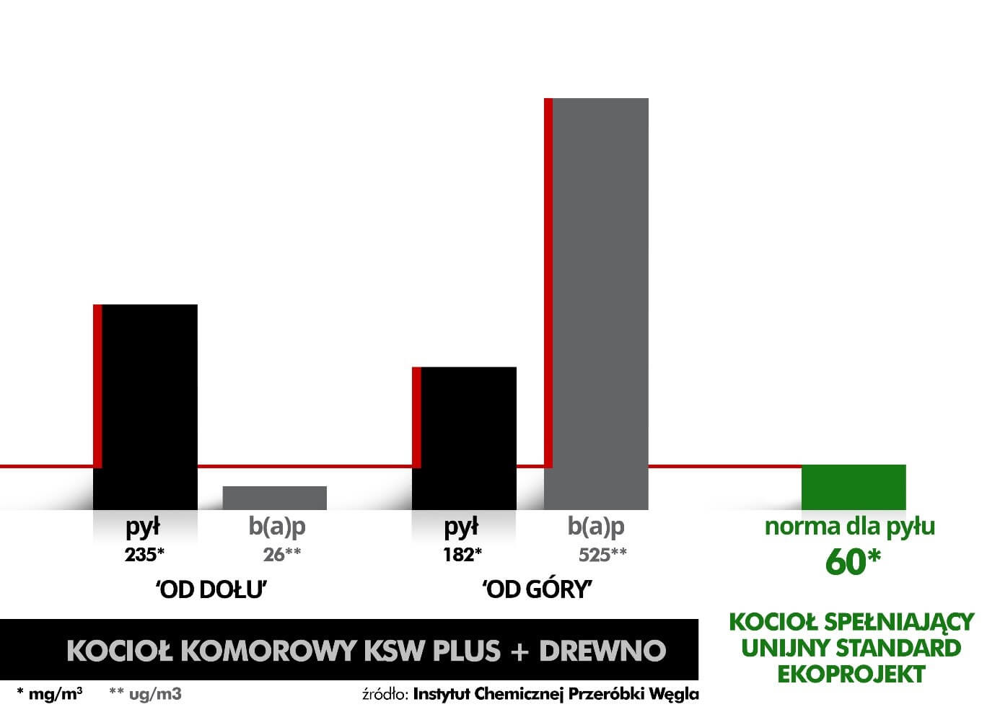 pył
235*
b(a)p
26**
'OD DOŁU'
pył
182*
b(a)p
525**
'OD GÓRY'
norma dla pyłu
60*
KOCIOŁ KOMOROWY KSW PLUS + DREWNO
KOCIOŁ SPEŁNIAJĄCY
UNIJNY STANDARD
EKOPROJEKT
* mg/m³
** ug/m3
źródło: Instytut Chemicznej Przeróbki Węgla